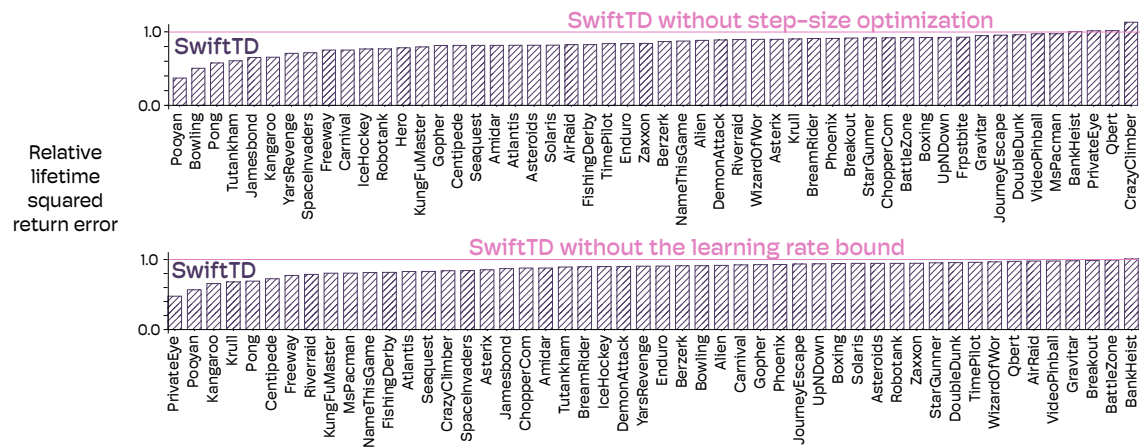 SwiftTD without step-size optimization
1.0
SwiftTD
0.0
Pooyan
Bowling
Pong
Tutankham
Jamesbond
Kangaroo
YarsRevenge
SpaceInvaders
Freeway
Carnival
IceHockey
Robotank
Hero
KungFuMaster
Gopher
Centipede
Seaquest
Amidar
Atlantis
Asteroids
Solaris
AirRaid
FishingDerby
TimePilot
Enduro
Zaxxon
Berzerk
NameThisGame
Alien
DemonAttack
Riverraid
WizardOfWor
Asterix
Krull
BreamRider
Phoenix
Breakout
StarGunner
ChopperCom
BattleZone
Boxing
UpNDown
Frpstbite
Gravitar
JourneyEscape
DoubleDunk
VideoPinball
MsPacman
BankHeist
PrivateEye
Qbert
CrazyClimber
Relative
lifetime
squared
return error
SwiftTD without the learning rate bound
1.0
SwiftTD
0.0
PrivateEye
Pooyan
Kangaroo
Krull
Pong
Centipede
Freeway
Riverraid
KungFuMaster
MsPacman
NameThisGame
FishingDerby
Atlantis
Seaquest
CrazyClimber
SpaceInvaders
Asterix
Jamesbond
ChopperCom
Amidar
Tutankham
BreamRider
IceHockey
DemonAttack
YarsRevenge
Enduro
Berzerk
Bowling
Alien
Carnival
Gopher
Phoenix
JourneyEscape
UpNDown
Boxing
Solaris
Asteroids
Robotank
Zaxxon
StarGunner
DoubleDunk
TimePilot
WizardOfWor
Qbert
AirRaid
VideoPinball
Gravitar
Breakout
BattleZone
BankHeist